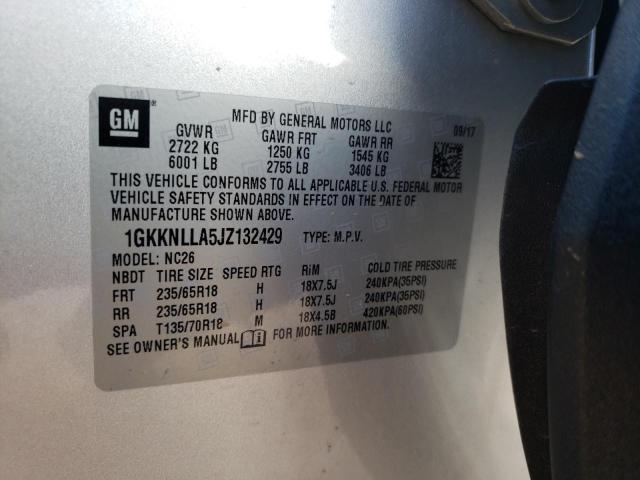 GM
MFD BY GENERAL MOTORS LLC 09/17
GVWR GAWR FRT GAWR RR
2722 KG 1250 KG 1545 KG
6001 LB 2755 LB 3406 LB
THIS VEHICLE CONFORMS TO ALL APPLICABLE U.S. FEDERAL MOTOR
VEHICLE SAFETY STANDARDS IN EFFECT ON THE DATE OF
MANUFACTURE SHOWN ABOVE.
1GKKNLLA5JZ132429 TYPE: M.P.V.
MODEL: NC26
NBDT TIRE SIZE SPEED RTG RiM COLD TIRE PRESSURE
FRT 235/65R18 H 18X7.5J 240KPA(35PSI)
RR 235/65R18 H 18X7.5J 240KPA(35PSI)
SPA T135/70R18 M 18X4.5B 420KPA(60PSI)
SEE OWNER'S MANUAL FOR MORE INFORMATION.